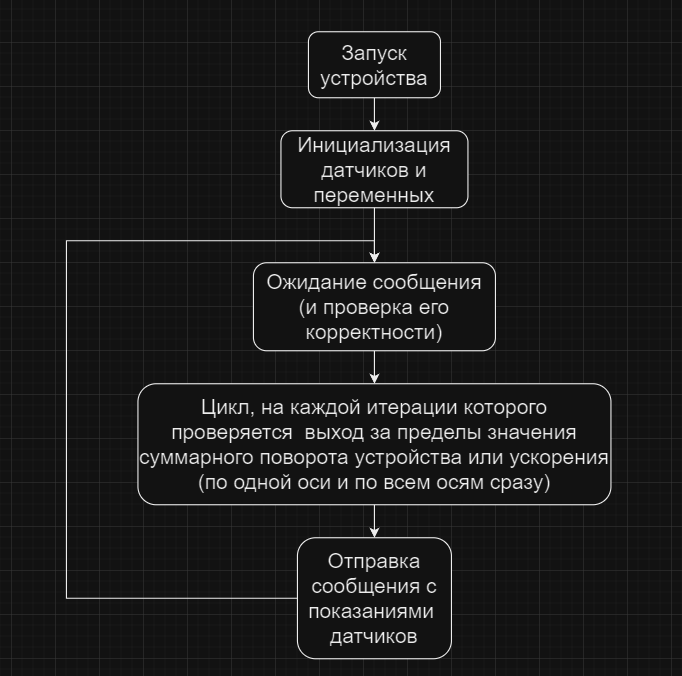 Запуск
устройства
Инициализация
датчиков и
переменных
Ожидание сообщения
(и проверка его
корректности)
Цикл, на каждой итерации которого
проверяется выход за пределы значения
суммарного поворота устройства или ускорения
(по одной оси и по всем осям сразу)
Отправка
сообщения с
показаниями
датчиков